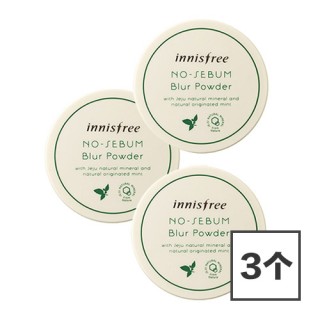 innisfree
NO-SEBUM
Blur Powder
with Jeju natural mineral and
natural originated mint
innisfree
NO-SEBUM
Blur Powder
with Jeju natural mineral and
natural originated mint
innisfree
NO-SEBUM
Blur Powder
with Jeju natural mineral and
natural originated mint
3个